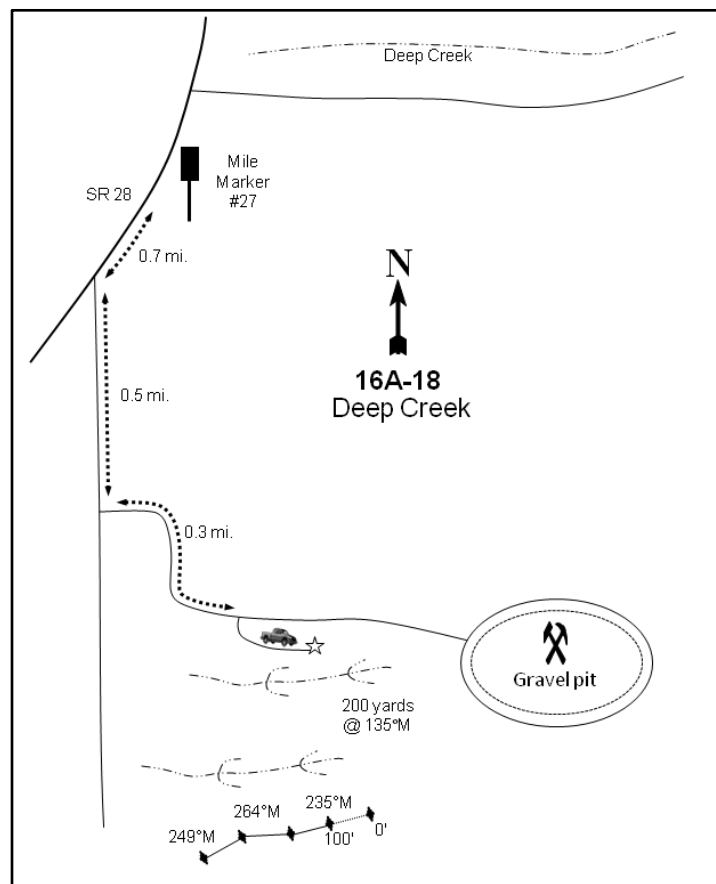 Deep Creek
Mile
Marker
#27
SR 28
0.7 mi.
N
16A-18
Deep Creek
0.5 mi.
0.3 mi.
Gravel pit
200 yards
@ 135°M
235°M
264°M
249°M
100'
0'